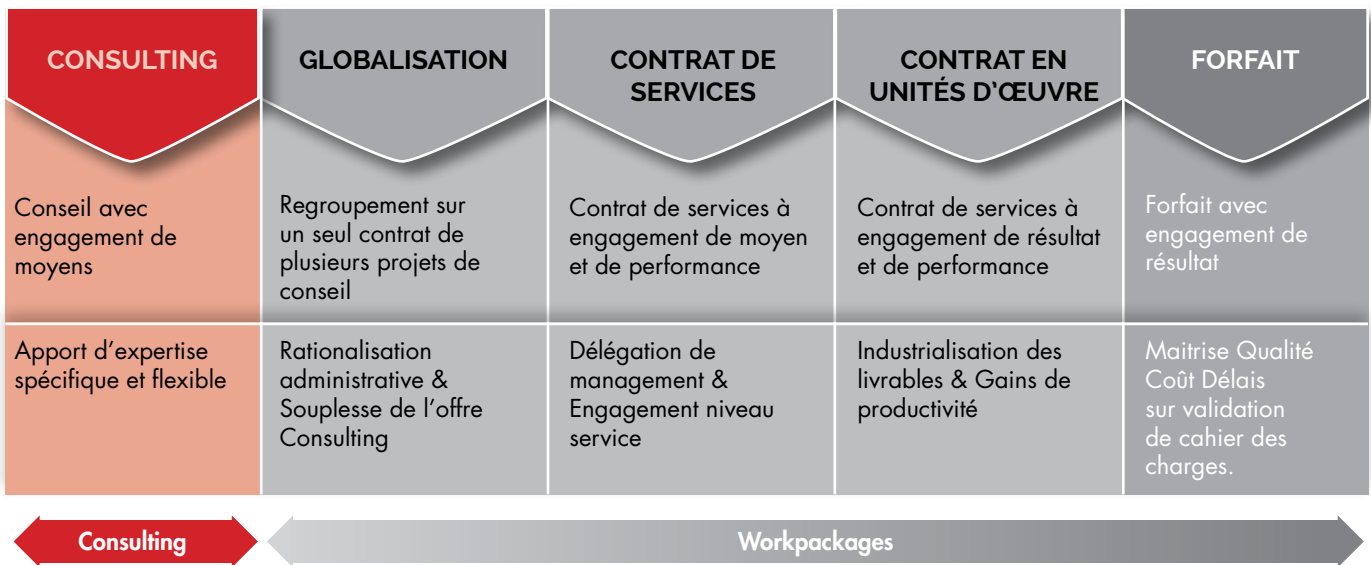 CONSULTING
GLOBALISATION
CONTRAT DE
SERVICES
CONTRAT EN
UNITÉS D'ŒUVRE
FORFAIT
Conseil avec
engagement de
moyens
Regroupement sur
un seul contrat de
plusieurs projets de
conseil
Contrat de services à
engagement de moyen
et de performance
Contrat de services à
engagement de résultat
et de performance
Forfait avec
engagement de
résultat
Apport d'expertise
spécifique et flexible
Rationalisation
administrative &
Souplesse de l'offre
Consulting
Délégation de
management &
Engagement niveau
service
Industrialisation des
livrables & Gains de
productivité
Maitrise Qualité
Coût Délais
sur validation
de cahier des
charges.
Consulting
Workpackages